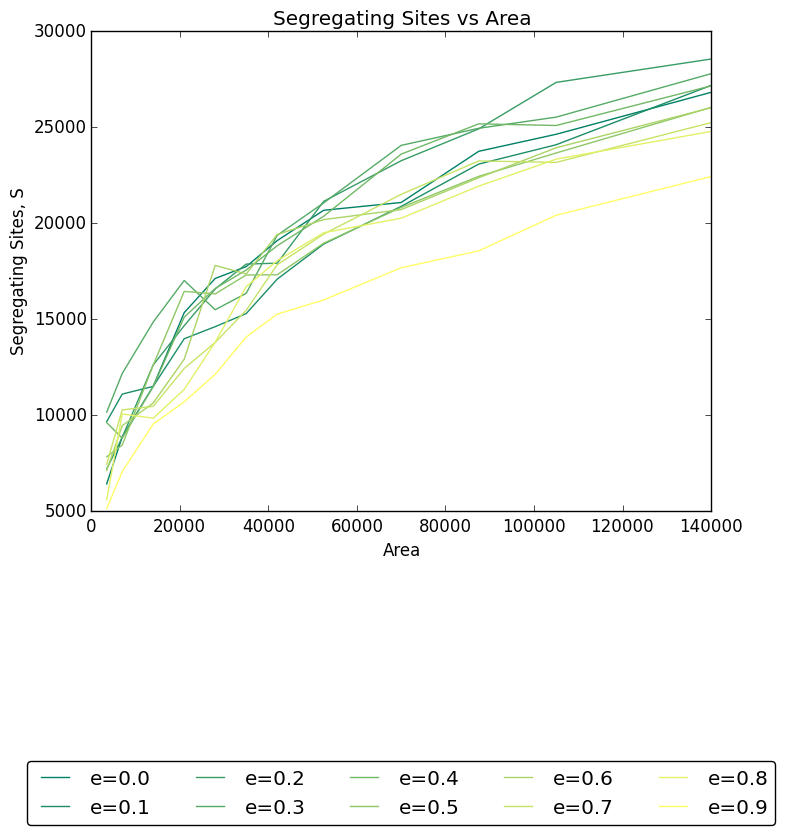 Segregating Sites vs Area
30000
25000
20000
15000
10000
5000
Segregating Sites, S
0 20000 40000 60000 80000 100000 120000 140000
Area
e=0.0 e=0.2 e=0.4 e=0.6 e=0.8
e=0.1 e=0.3 e=0.5 e=0.7 e=0.9